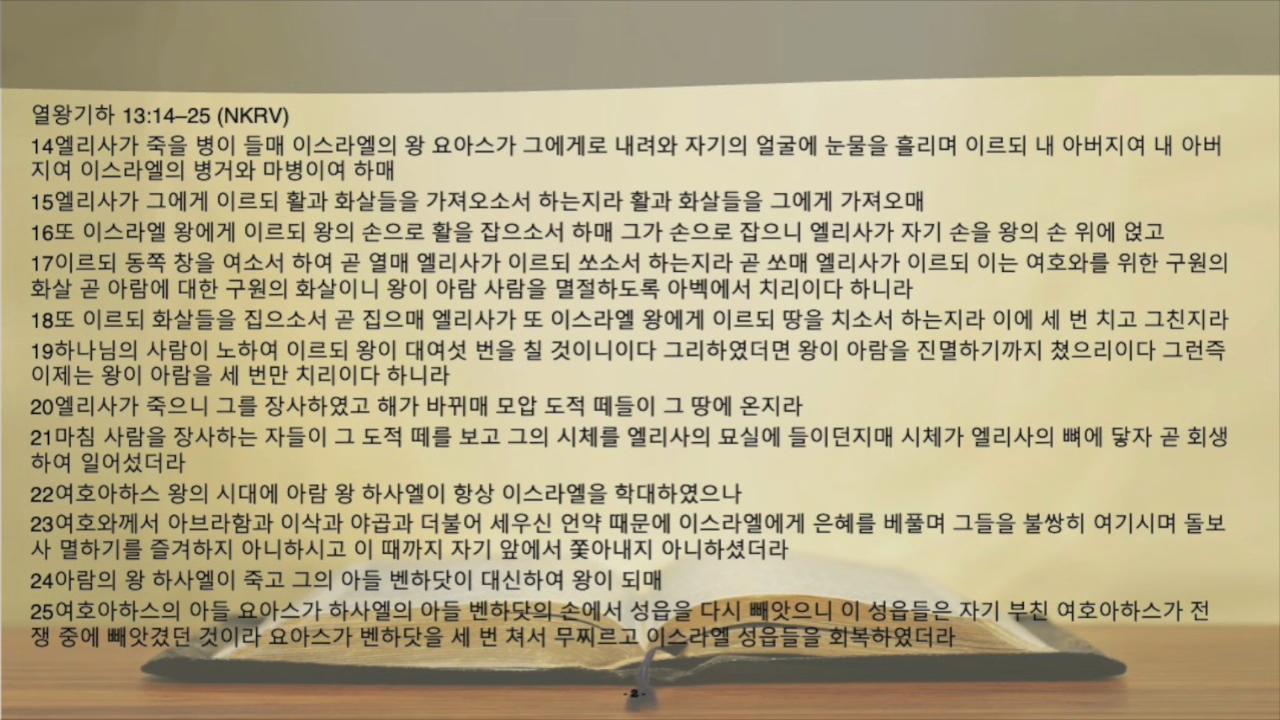 열왕기하 13:14–25 (NKRV)
14엘리사가 죽을 병이 들매 이스라엘의 왕 요아스가 그에게로 내려와 자기의 얼굴에 눈물을 흘리며 이르되 내 아버지여 내 아버
지여 이스라엘의 병거와 마병이여 하매
15엘리사가 그에게 이르되 활과 화살들을 가져오소서 하는지라 활과 화살들을 그에게 가져오매
16또 이스라엘 왕에게 이르되 왕의 손으로 활을 잡으소서 하매 그가 손으로 잡으니 엘리사가 자기 손을 왕의 손 위에 얹고
17이르되 동쪽 창을 여소서 하여 곧 열매 엘리사가 이르되 쏘소서 하는지라 곧 쏘매 엘리사가 이르되 이는 여호와를 위한 구원의
화살 곧 아람에 대한 구원의 화살이니 왕이 아람 사람을 멸절하도록 아벡에서 치리이다 하니라
18또 이르되 화살들을 집으소서 곧 집으매 엘리사가 또 이스라엘 왕에게 이르되 땅을 치소서 하는지라 이에 세 번 치고 그친지라
19하나님의 사람이 노하여 이르되 왕이 대여섯 번을 칠 것이니이다 그리하였더면 왕이 아람을 진멸하기까지 쳤으리이다 그런즉
이제는 왕이 아람을 세 번만 치리이다 하니라
20엘리사가 죽으니 그를 장사하였고 해가 바뀌매 모압 도적 떼들이 그 땅에 온지라
21마침 사람을 장사하는 자들이 그 도적 떼를 보고 그의 시체를 엘리사의 묘실에 들이던지매 시체가 엘리사의 뼈에 닿자 곧 회생
하여 일어섰더라
22여호아하스 왕의 시대에 아람 왕 하사엘이 항상 이스라엘을 학대하였으나
23여호와께서 아브라함과 이삭과 야곱과 더불어 세우신 언약 때문에 이스라엘에게 은혜를 베풀며 그들을 불쌍히 여기시며 돌보
사 멸하기를 즐겨하지 아니하시고 이 때까지 자기 앞에서 쫓아내지 아니하셨더라
24아람의 왕 하사엘이 죽고 그의 아들 벤하닷이 대신하여 왕이 되매
25여호아하스의 아들 요아스가 하사엘의 아들 벤하닷의 손에서 성읍을 다시 빼앗으니 이 성읍들은 자기 부친 여호아하스가 전
쟁 중에 빼앗겼던 것이라 요아스가 벤하닷을 세 번 쳐서 무찌르고 이스라엘 성읍들을 회복하였더라
- 2 -